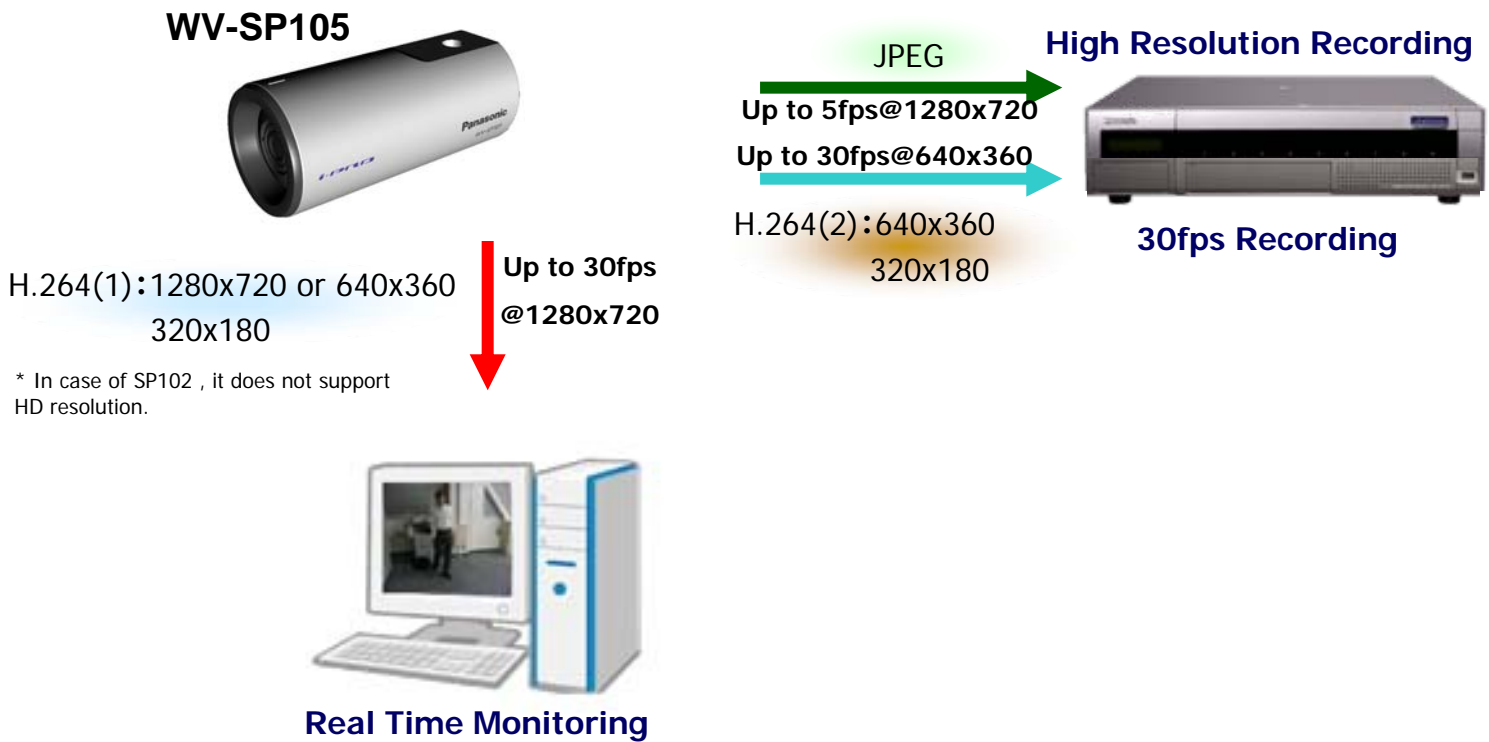 WV-SP105
Panasonic
i-PRO
H.264(1):1280x720 or 640x360
320x180
* In case of SP102 , it does not support
HD resolution.
Up to 30fps
@1280x720
Real Time Monitoring
JPEG
Up to 5fps@1280x720
Up to 30fps@640x360
H.264(2):640x360
320x180
High Resolution Recording
30fps Recording